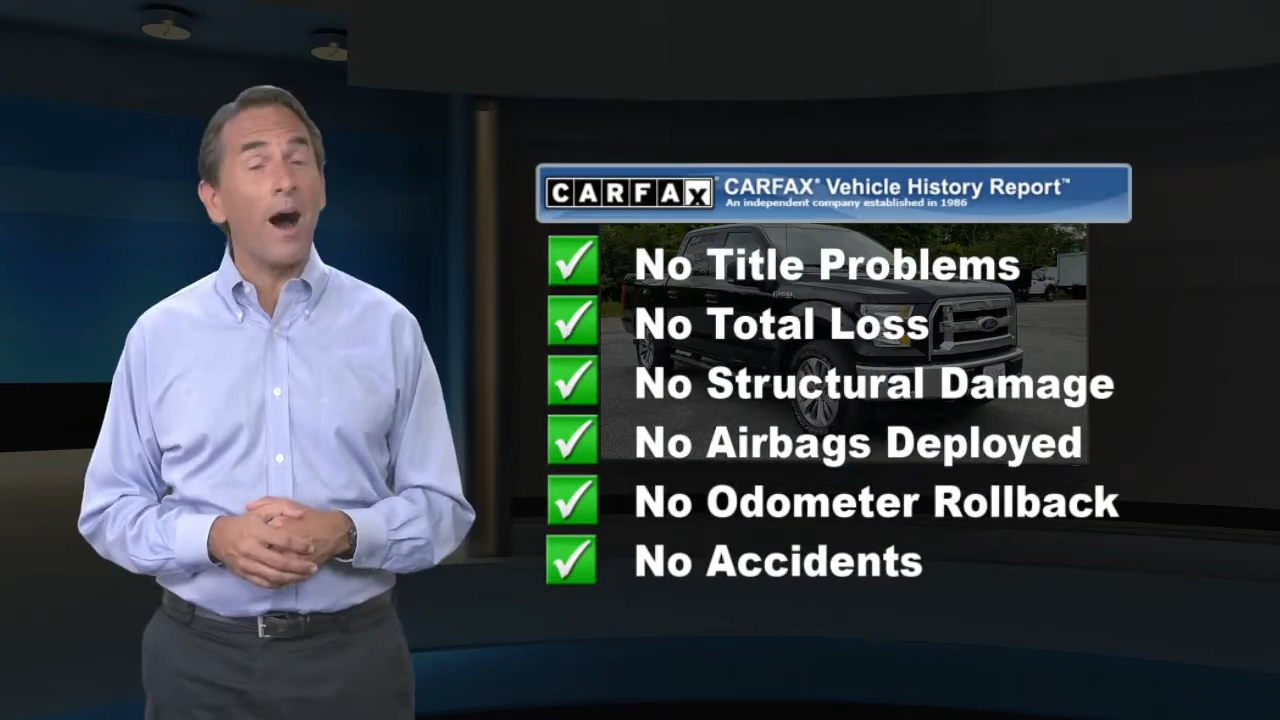 CARFAX® CARFAX® Vehicle History Report™
An independent company established in 1986
No Title Problems
No Total Loss
No Structural Damage
No Airbags Deployed
No Odometer Rollback
No Accidents